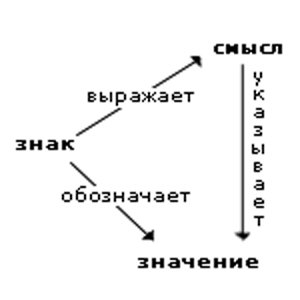 смысл
выражает
указывает
знак
обозначает
значение